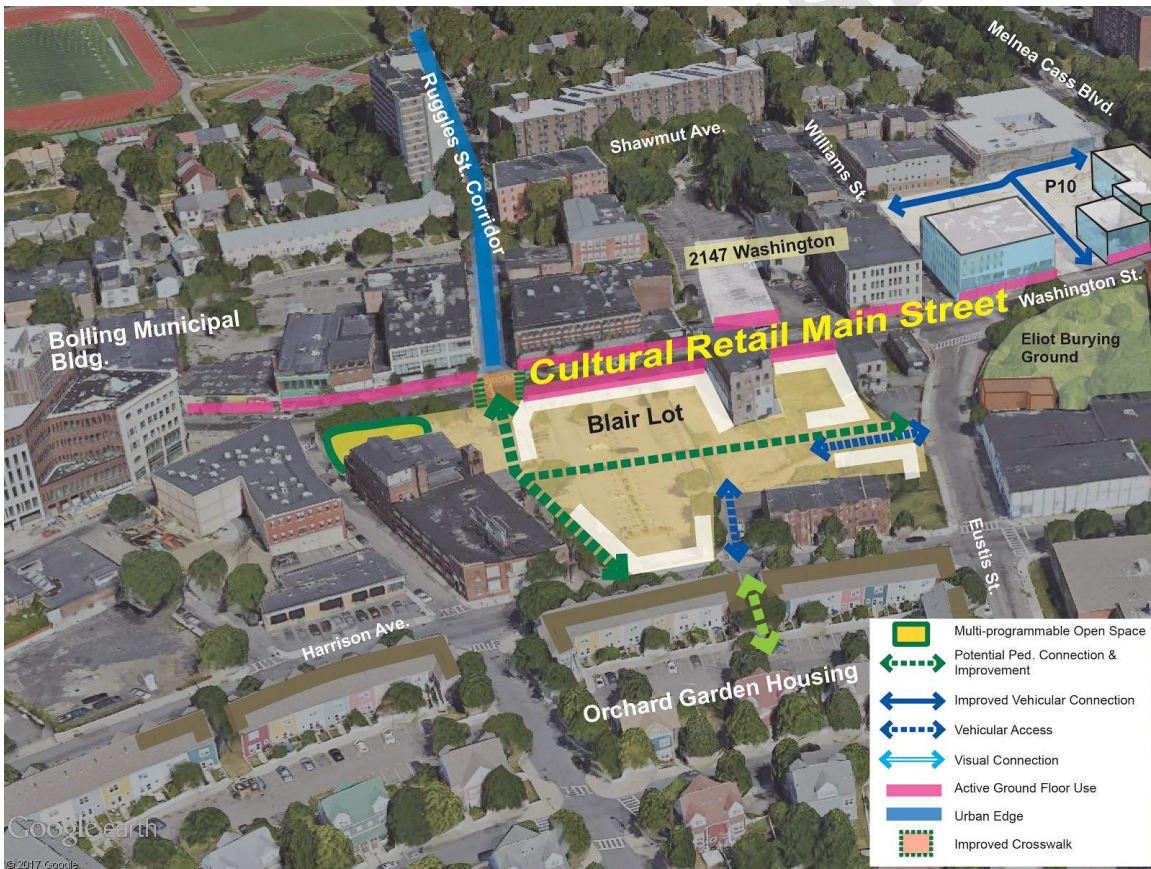 Melnea Cass Blvd.
Ruggles St. Corridor
Shawmut Ave.
Williams St.
P10
2147 Washington
Washington St.
Cultural Retail Main Street
Bolling Municipal
Bldg.
Eliot Burying
Ground
Blair Lot
Eustis St.
Harrison Ave.
Orchard Garden Housing
Multi-programmable Open Space
Potential Ped. Connection &
Improvement
Improved Vehicular Connection
Vehicular Access
Visual Connection
Active Ground Floor Use
Urban Edge
Improved Crosswalk
Google earth
© 2017 Google